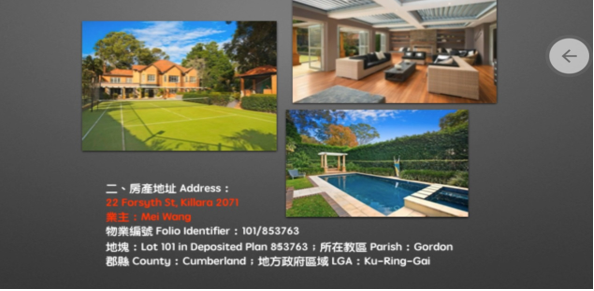 二、房產地址 Address：
22 Forsyth St, Killara 2071
業主：Mei Wang
物業編號 Folio Identifier：101/853763
地塊：Lot 101 in Deposited Plan 853763；所在教區 Parish：Gordon
郡縣 County：Cumberland；地方政府區域 LGA：Ku-Ring-Gai